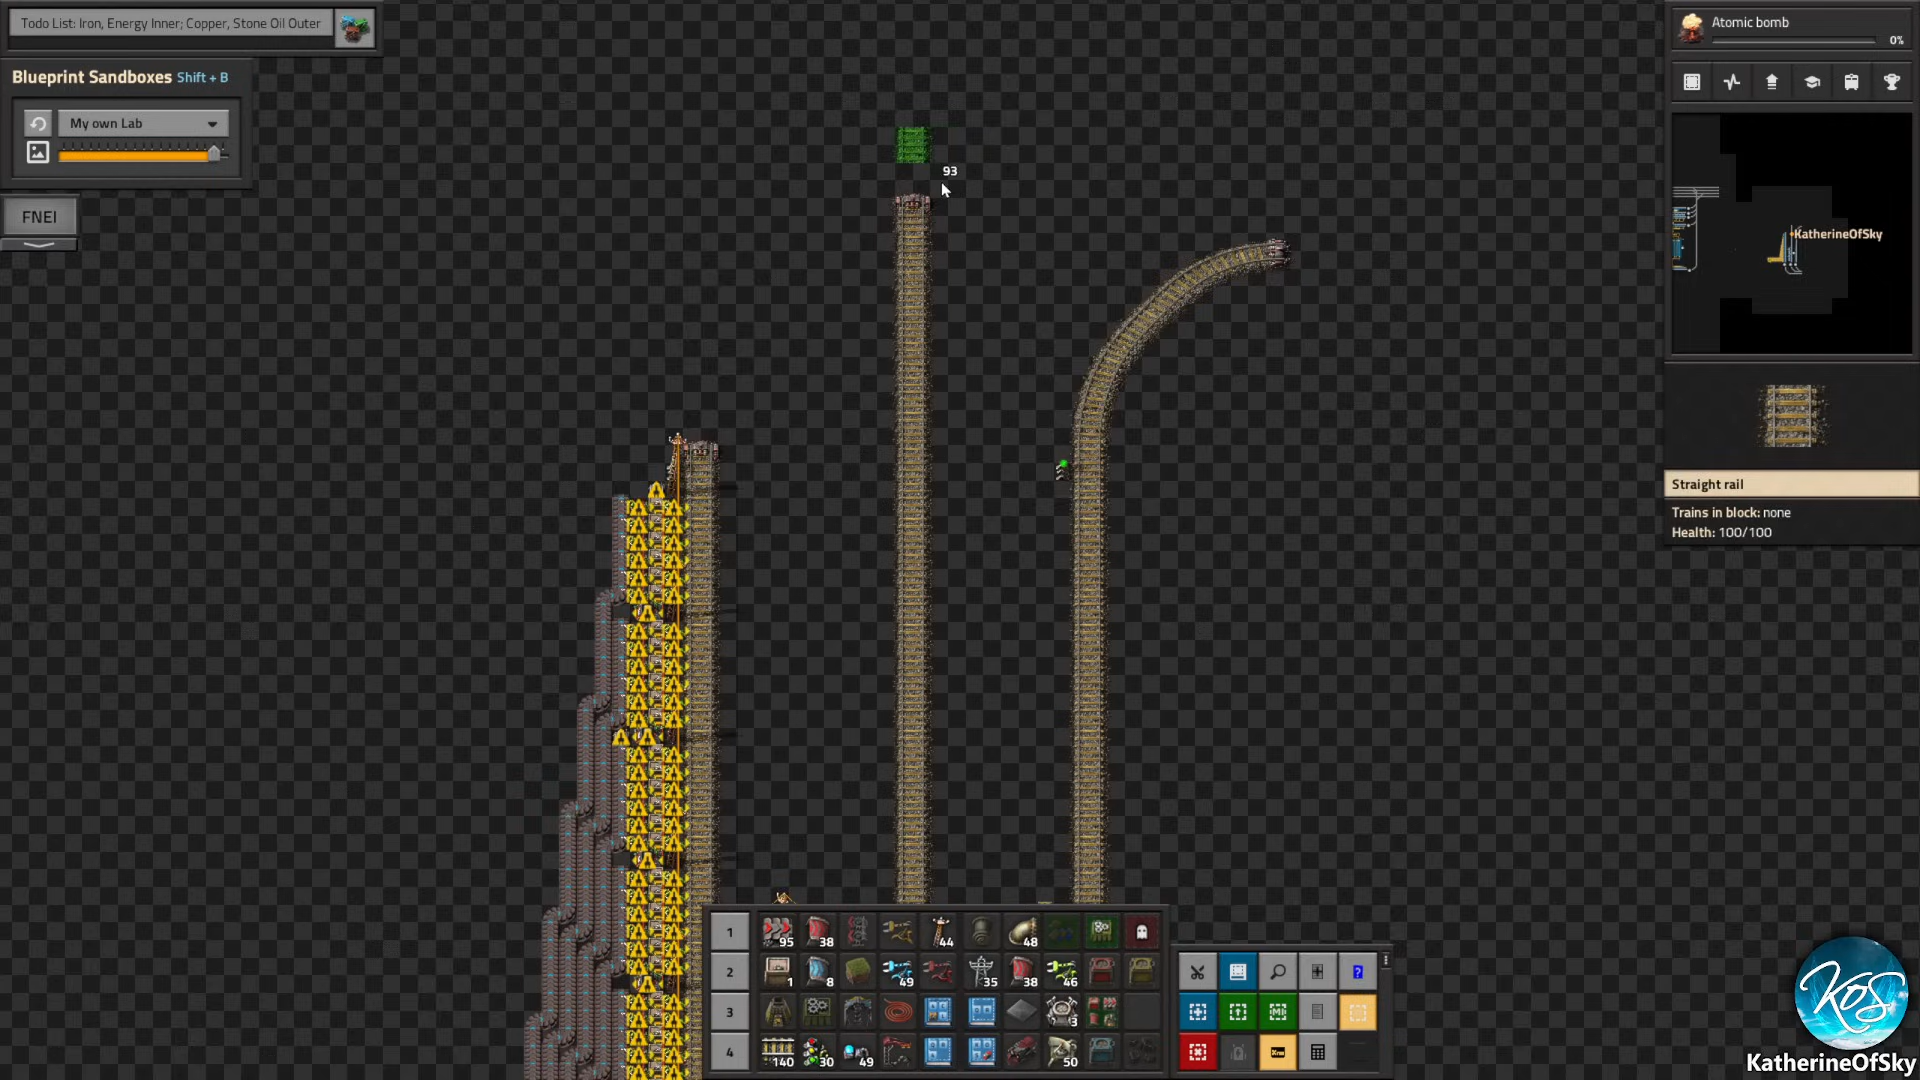 Todo List: Iron, Energy Inner; Copper, Stone Oil Outer
Blueprint Sandboxes Shift + B
My own Lab
FNEI
93
Atomic bomb
0%
KatherineOfSky
Straight rail
Trains in block: none
Health: 100/100
1 95 38 44 48
2 1 8 49 35 38 46
3 3
4 140 30 49 50
?
KoS
KatherineOfSky